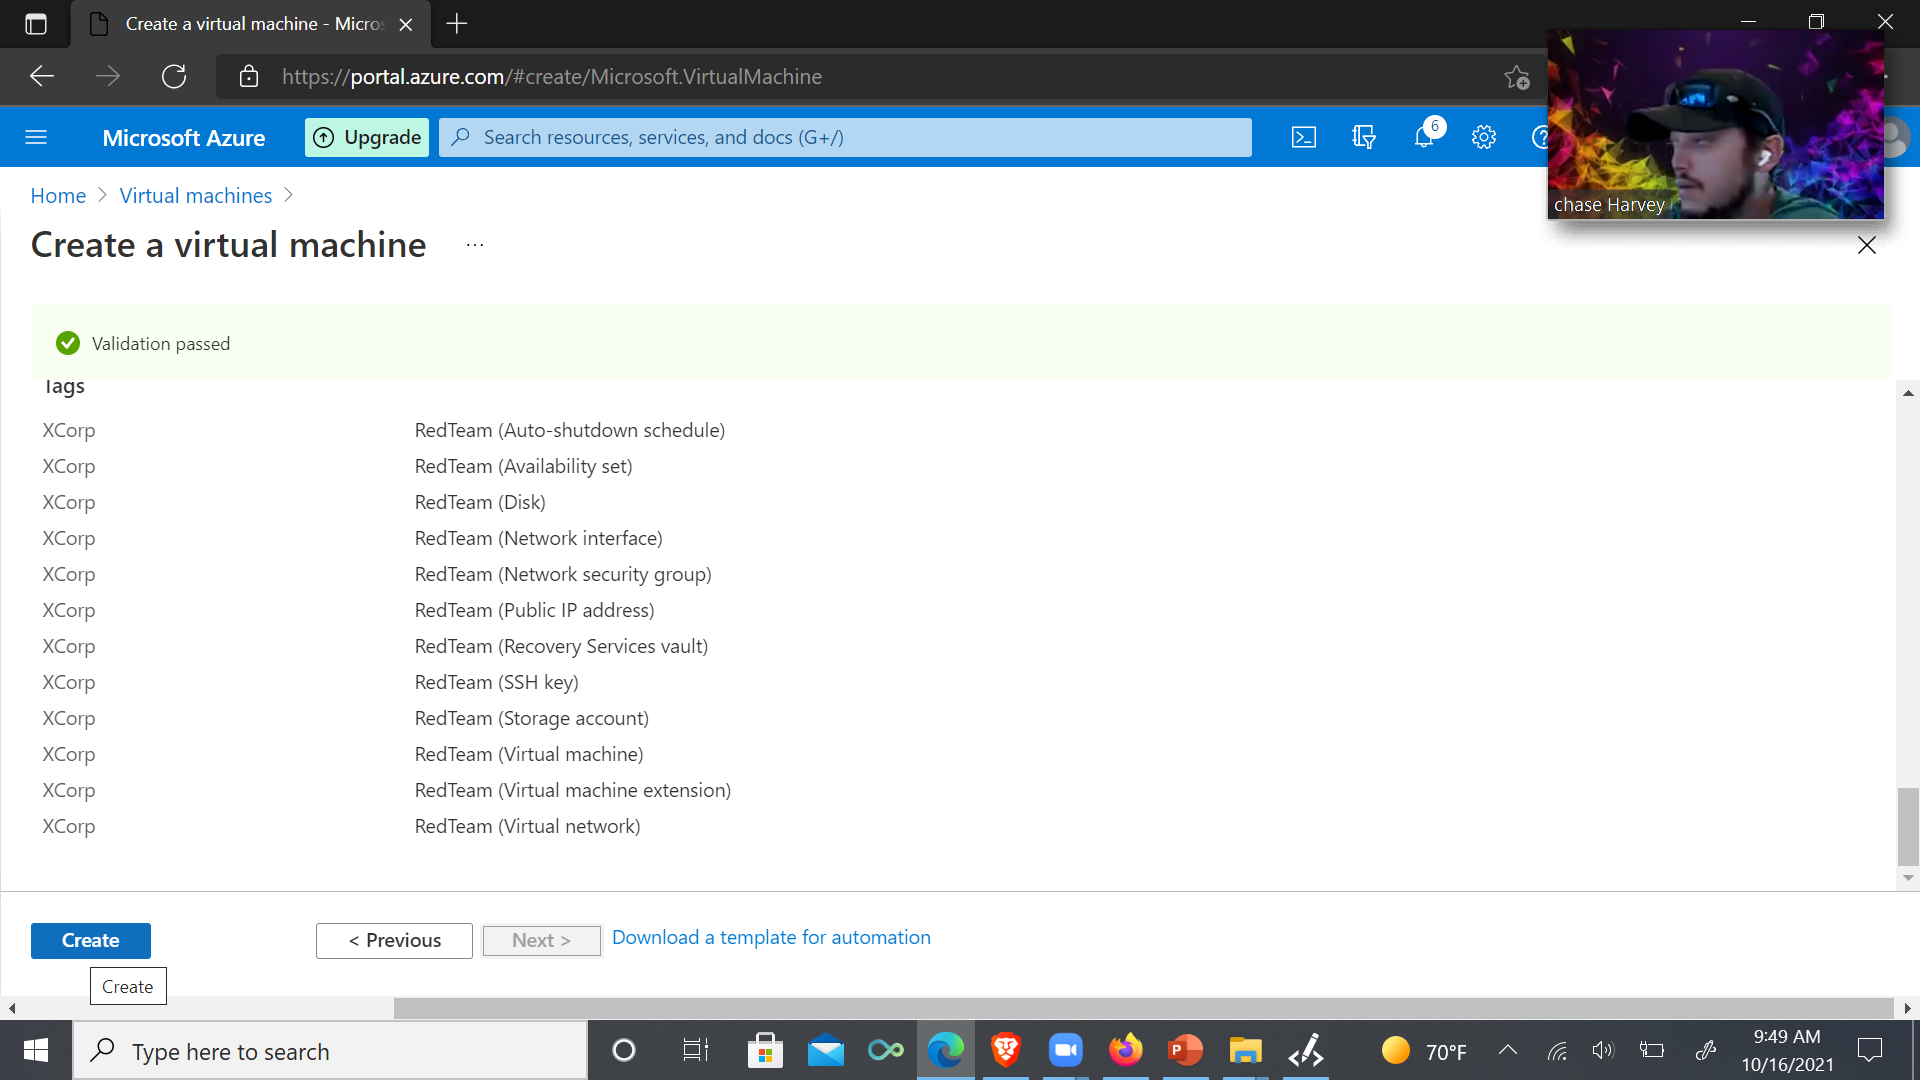 Create a virtual machine - Micros
https://portal.azure.com/#create/Microsoft.VirtualMachine
Microsoft Azure
Upgrade
Search resources, services, and docs (G+/)
6
chase Harvey
Home > Virtual machines >
Create a virtual machine ...
Validation passed
Tags
XCorp RedTeam (Auto-shutdown schedule)
XCorp RedTeam (Availability set)
XCorp RedTeam (Disk)
XCorp RedTeam (Network interface)
XCorp RedTeam (Network security group)
XCorp RedTeam (Public IP address)
XCorp RedTeam (Recovery Services vault)
XCorp RedTeam (SSH key)
XCorp RedTeam (Storage account)
XCorp RedTeam (Virtual machine)
XCorp RedTeam (Virtual machine extension)
XCorp RedTeam (Virtual network)
Create
< Previous
Next >
Download a template for automation
Create
Type here to search
70°F
9:49 AM
10/16/2021